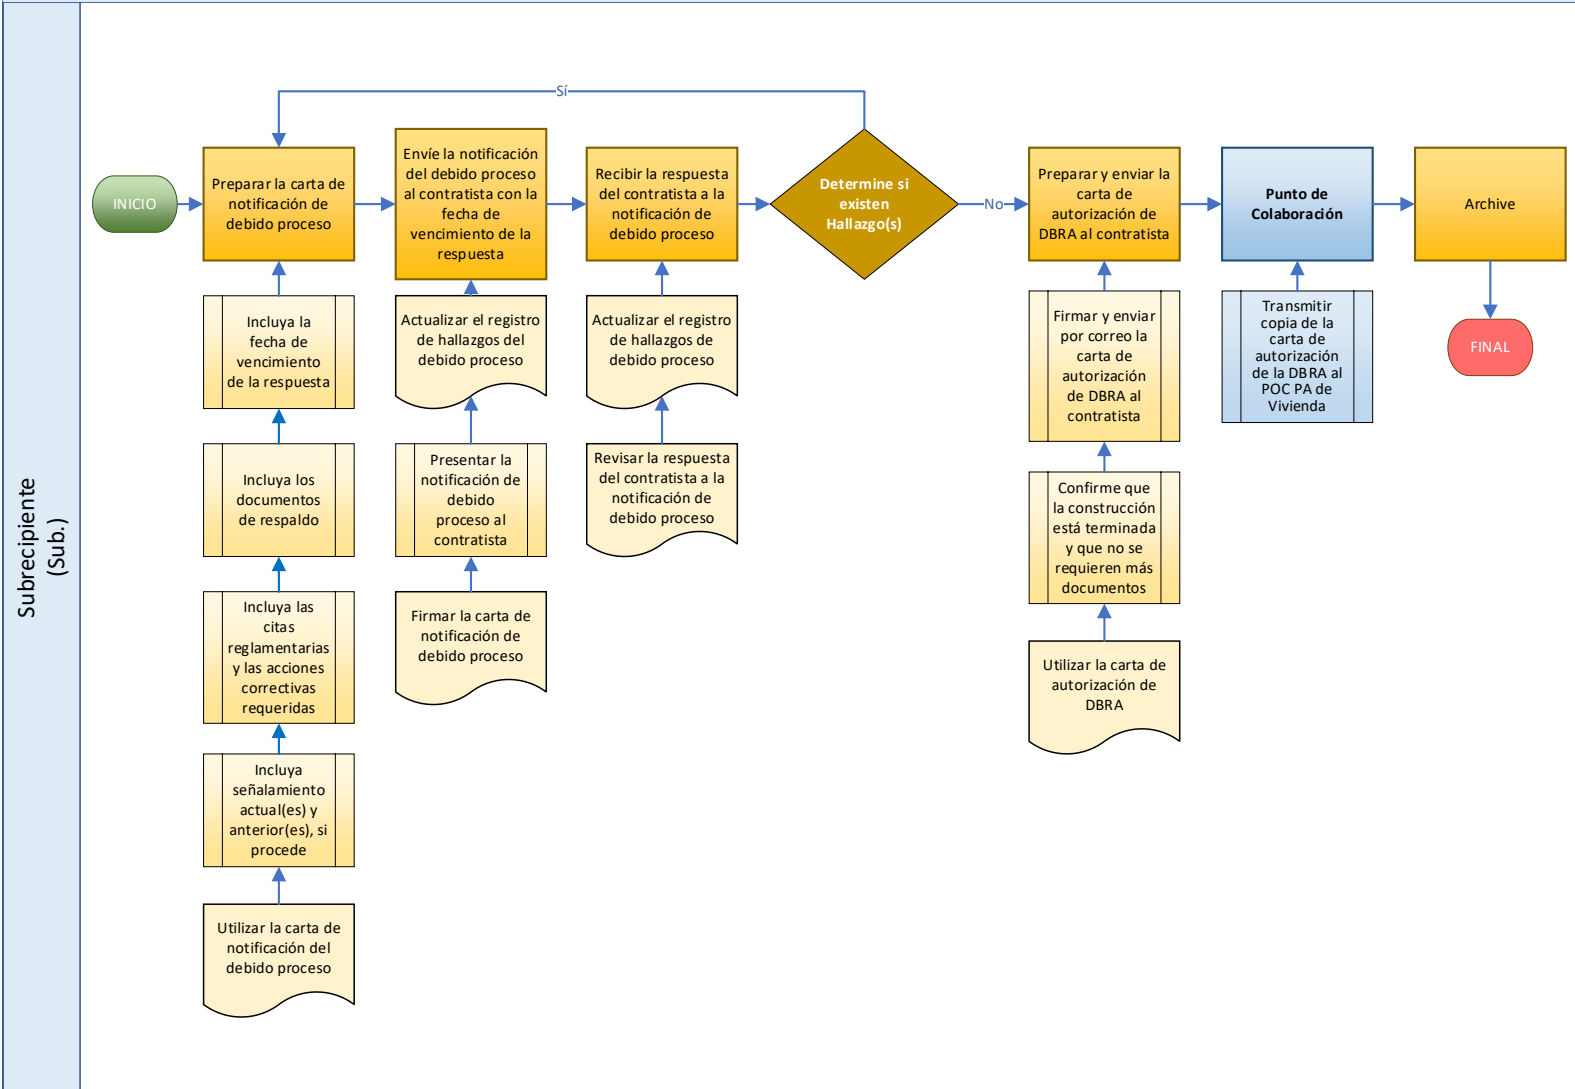 Subrecipiente
(Sub.)
Sí
INICIO
Preparar la carta de
notificación de
debido proceso
Envíe la notificación
del debido proceso
al contratista con la
fecha de
vencimiento de la
respuesta
Recibir la respuesta
del contratista a la
notificación de
debido proceso
Determine si
existen
Hallazgo(s)
No
Preparar y enviar la
carta de
autorización de
DBRA al contratista
Punto de
Colaboración
Archive
FINAL
Incluya la
fecha de
vencimiento
de la respuesta
Incluya los
documentos
de respaldo
Incluya las
citas
reglamentarias
y las acciones
correctivas
requeridas
Incluya
señalamiento
actual(es) y
anterior(es), si
procede
Utilizar la carta de
notificación del
debido proceso
Actualizar el registro
de hallazgos del
debido proceso
Presentar la
notificación de
debido
proceso al
contratista
Firmar la carta de
notificación de
debido proceso
Actualizar el registro
de hallazgos de
debido proceso
Revisar la respuesta
del contratista a la
notificación de
debido proceso
Firmar y enviar
por correo la
carta de
autorización
de DBRA al
contratista
Confirme que
la construcción
está terminada
y que no se
requieren más
documentos
Utilizar la carta de
autorización de
DBRA
Transmitir
copia de la
carta de
autorización
de la DBRA al
POC PA de
Vivienda